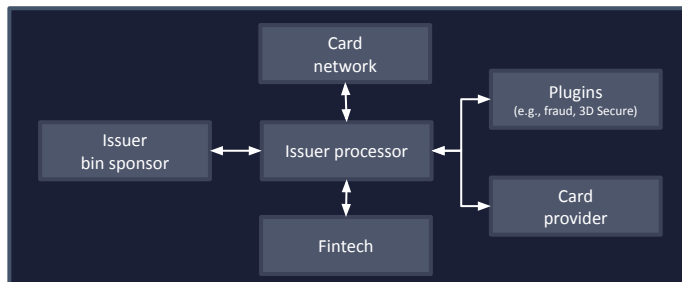 Card
network
Plugins
(e.g., fraud, 3D Secure)
Issuer
bin sponsor
Issuer processor
Card
provider
Fintech